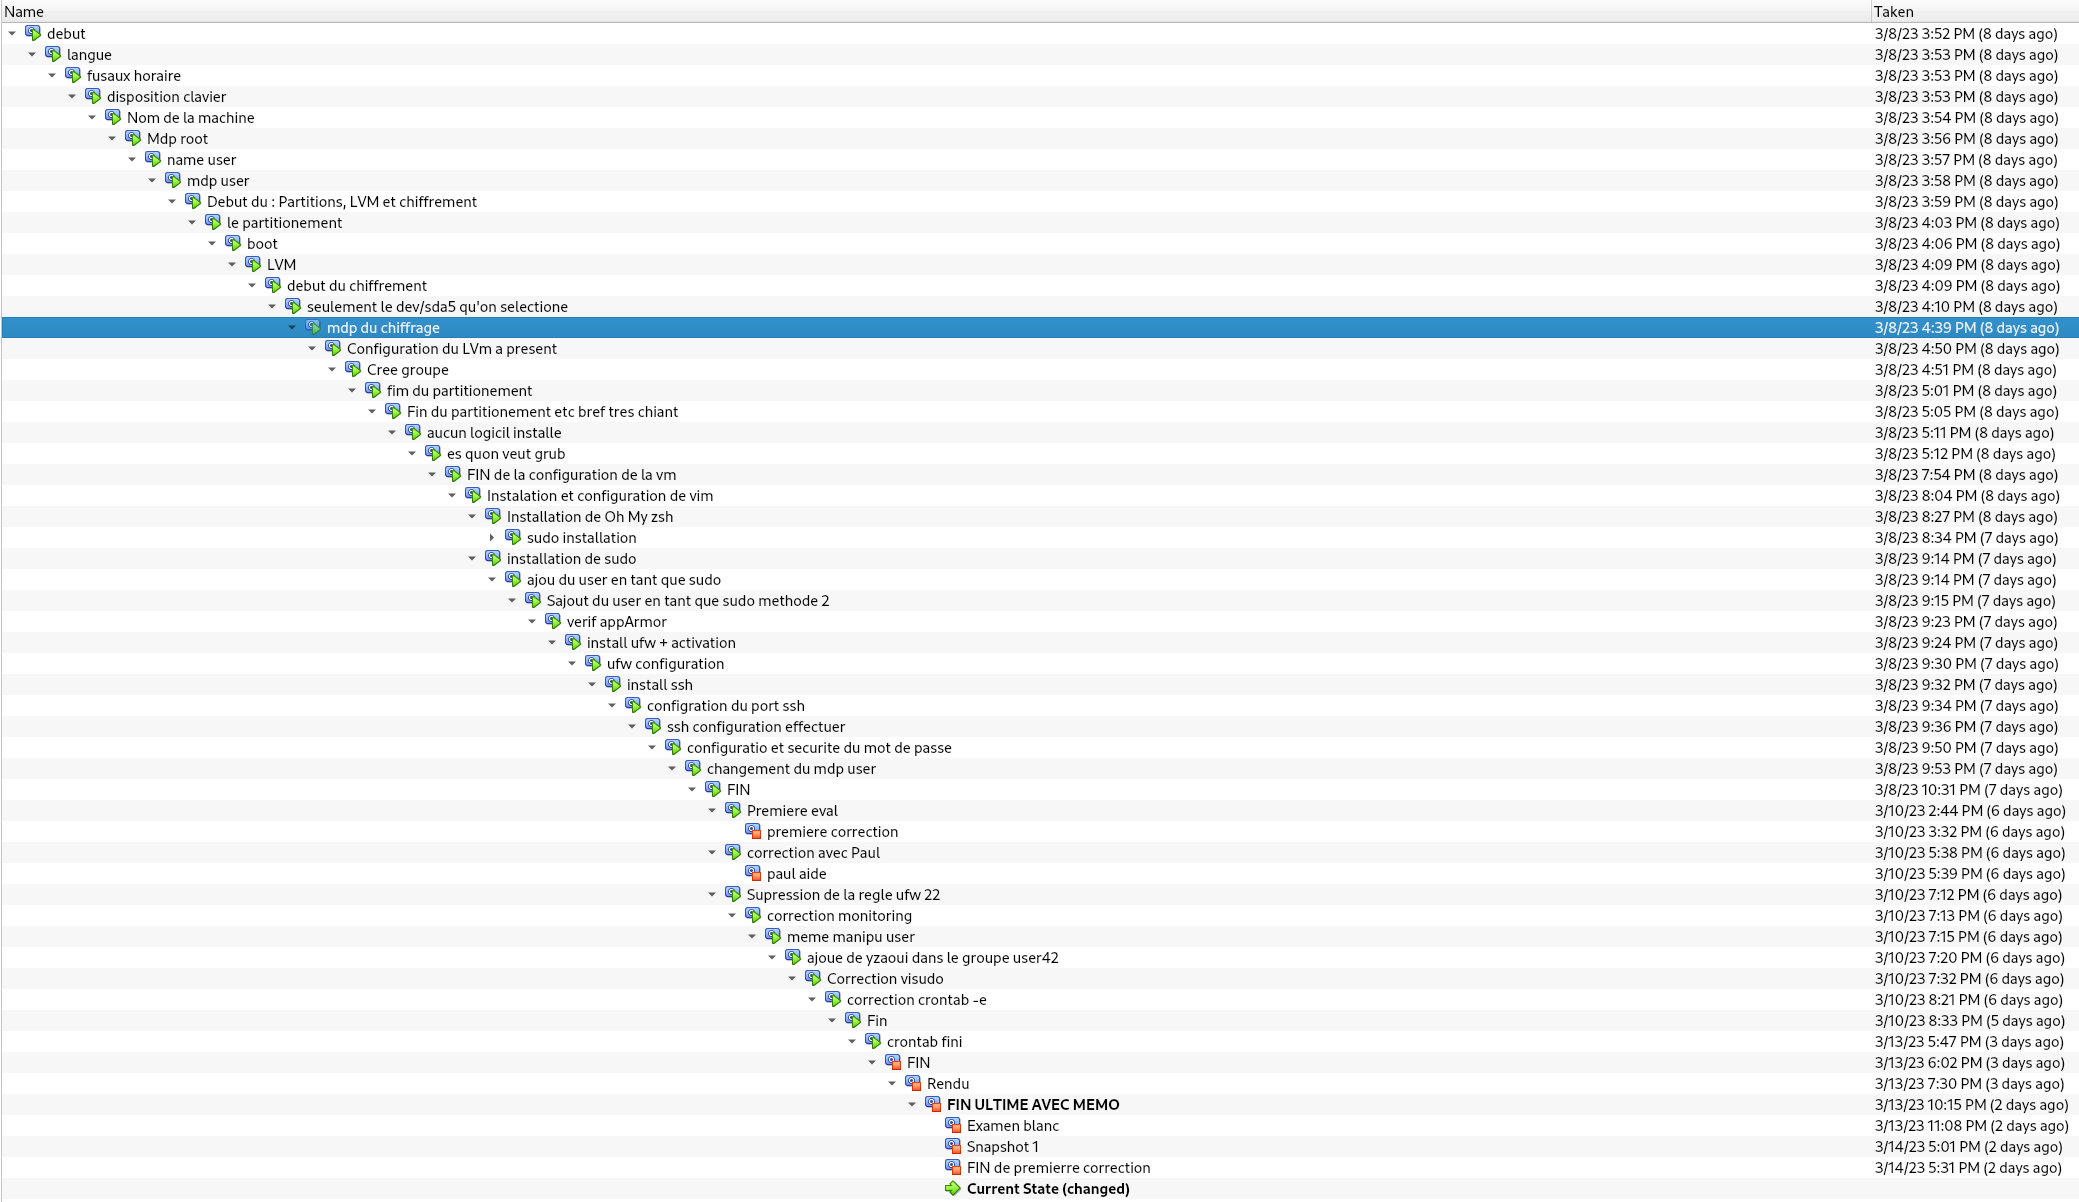 Name Taken
debut 3/8/23 3:52 PM (8 days ago)
langue 3/8/23 3:53 PM (8 days ago)
fusaux horaire 3/8/23 3:53 PM (8 days ago)
disposition clavier 3/8/23 3:53 PM (8 days ago)
Nom de la machine 3/8/23 3:54 PM (8 days ago)
Mdp root 3/8/23 3:56 PM (8 days ago)
name user 3/8/23 3:57 PM (8 days ago)
mdp user 3/8/23 3:58 PM (8 days ago)
Debut du : Partitions, LVM et chiffrement 3/8/23 3:59 PM (8 days ago)
le partitionement 3/8/23 4:03 PM (8 days ago)
boot 3/8/23 4:06 PM (8 days ago)
LVM 3/8/23 4:09 PM (8 days ago)
debut du chiffrement 3/8/23 4:09 PM (8 days ago)
seulement le dev/sda5 qu'on selectione 3/8/23 4:10 PM (8 days ago)
mdp du chiffrage 3/8/23 4:39 PM (8 days ago)
Configuration du LVm a present 3/8/23 4:50 PM (8 days ago)
Cree groupe 3/8/23 4:51 PM (8 days ago)
fim du partitionement 3/8/23 5:01 PM (8 days ago)
Fin du partitionement etc bref tres chiant 3/8/23 5:05 PM (8 days ago)
aucun logicil installe 3/8/23 5:11 PM (8 days ago)
es quon veut grub 3/8/23 5:12 PM (8 days ago)
FIN de la configuration de la vm 3/8/23 7:54 PM (8 days ago)
Instalation et configuration de vim 3/8/23 8:04 PM (8 days ago)
Installation de Oh My zsh 3/8/23 8:27 PM (8 days ago)
sudo installation 3/8/23 8:34 PM (7 days ago)
installation de sudo 3/8/23 9:14 PM (7 days ago)
ajou du user en tant que sudo 3/8/23 9:14 PM (7 days ago)
Sajout du user en tant que sudo methode 2 3/8/23 9:15 PM (7 days ago)
verif appArmor 3/8/23 9:23 PM (7 days ago)
install ufw + activation 3/8/23 9:24 PM (7 days ago)
ufw configuration 3/8/23 9:30 PM (7 days ago)
install ssh 3/8/23 9:32 PM (7 days ago)
configration du port ssh 3/8/23 9:34 PM (7 days ago)
ssh configuration effectuer 3/8/23 9:36 PM (7 days ago)
configuratio et securite du mot de passe 3/8/23 9:50 PM (7 days ago)
changement du mdp user 3/8/23 9:53 PM (7 days ago)
FIN 3/8/23 10:31 PM (7 days ago)
Premiere eval 3/10/23 2:44 PM (6 days ago)
premiere correction 3/10/23 3:32 PM (6 days ago)
correction avec Paul 3/10/23 5:38 PM (6 days ago)
paul aide 3/10/23 5:39 PM (6 days ago)
Supression de la regle ufw 22 3/10/23 7:12 PM (6 days ago)
correction monitoring 3/10/23 7:13 PM (6 days ago)
meme manipu user 3/10/23 7:15 PM (6 days ago)
ajoue de yzaoui dans le groupe user42 3/10/23 7:20 PM (6 days ago)
Correction visudo 3/10/23 7:32 PM (6 days ago)
correction crontab -e 3/10/23 8:21 PM (6 days ago)
Fin 3/10/23 8:33 PM (5 days ago)
crontab fini 3/13/23 5:47 PM (3 days ago)
FIN 3/13/23 6:02 PM (3 days ago)
Rendu 3/13/23 7:30 PM (3 days ago)
FIN ULTIME AVEC MEMO 3/13/23 10:15 PM (2 days ago)
Examen blanc 3/13/23 11:08 PM (2 days ago)
Snapshot 1 3/14/23 5:01 PM (2 days ago)
FIN de premierre correction 3/14/23 5:31 PM (2 days ago)
Current State (changed)